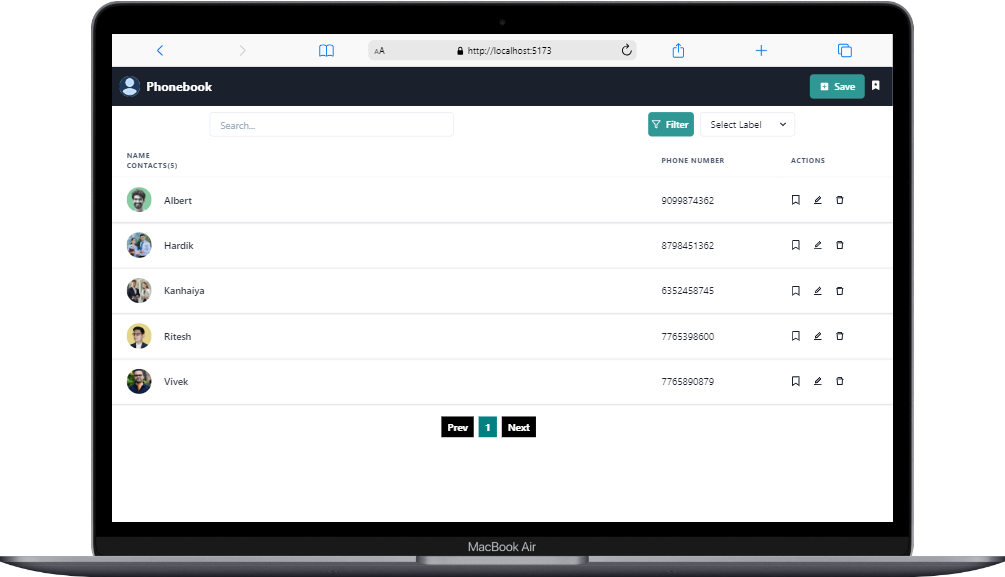 AA http://localhost:5173
Phonebook Save
Search... Filter Select Label
NAME
CONTACTS(5) PHONE NUMBER ACTIONS
Albert 9099874362
Hardik 8798451362
Kanhaiya 6352458745
Ritesh 7765398600
Vivek 7765890879
Prev 1 Next
MacBook Air